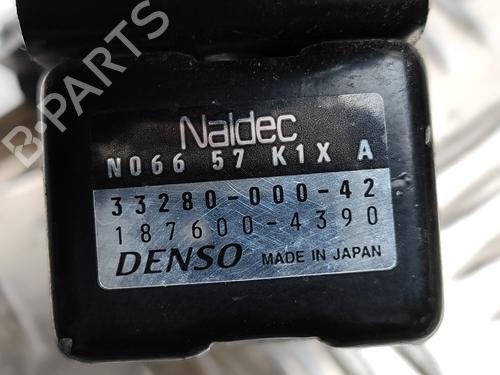 B-PARTS
Naldec
N066 57 K1X A
33280-000-42
187600-4390
DENSO MADE IN JAPAN